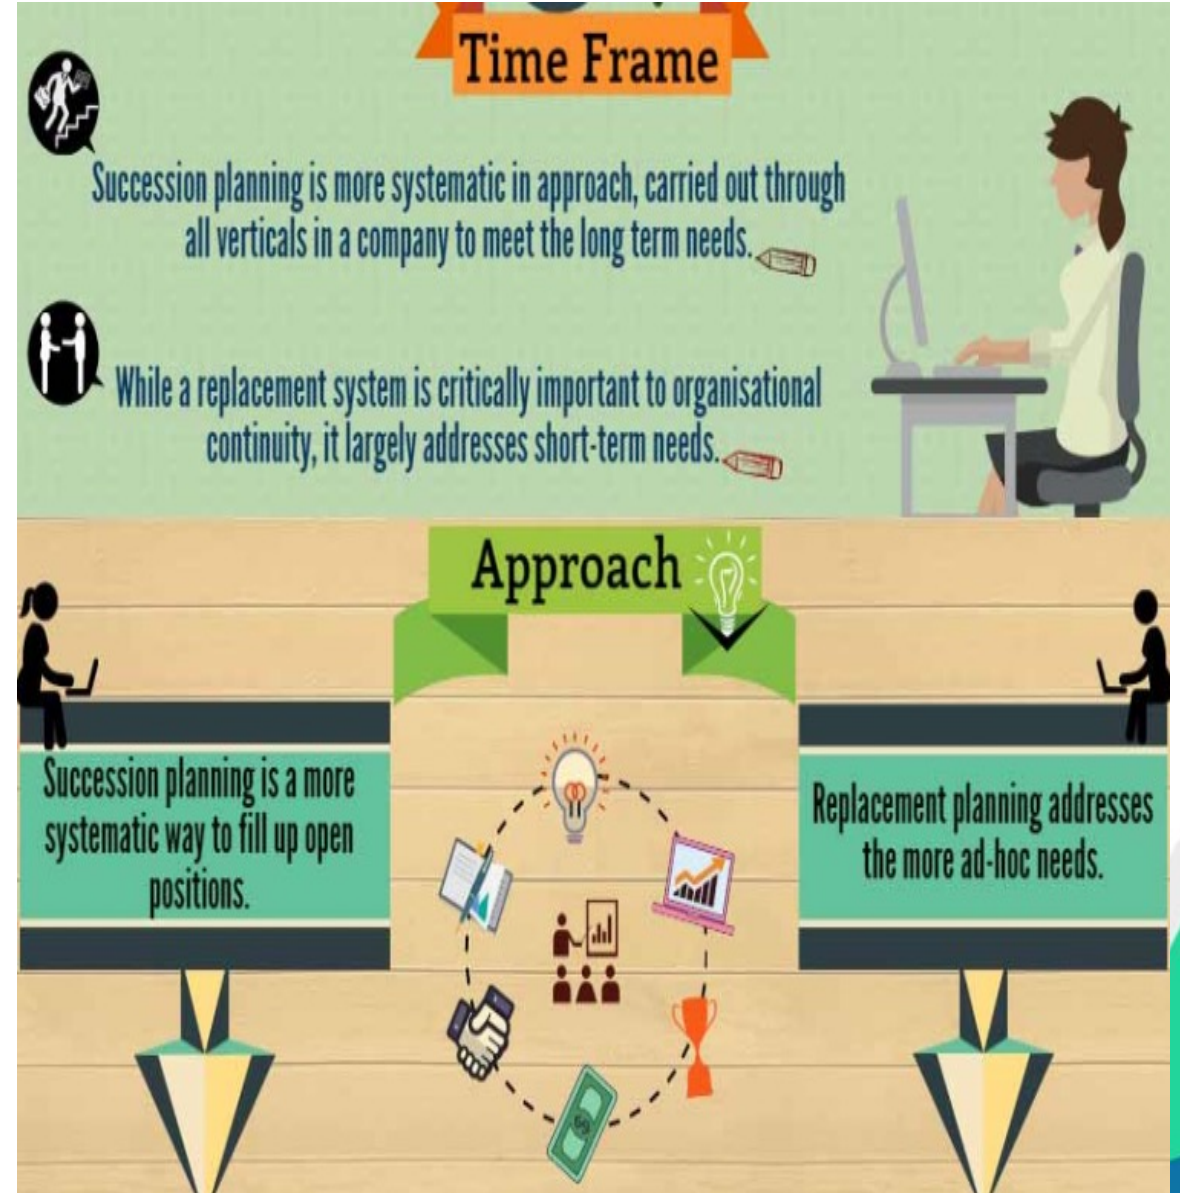 Time Frame
Succession planning is more systematic in approach, carried out through
all verticals in a company to meet the long term needs.
While a replacement system is critically important to organisational
continuity, it largely addresses short-term needs.
Approach
Succession planning is a more
systematic way to fill up open
positions.
Replacement planning addresses
the more ad-hoc needs.